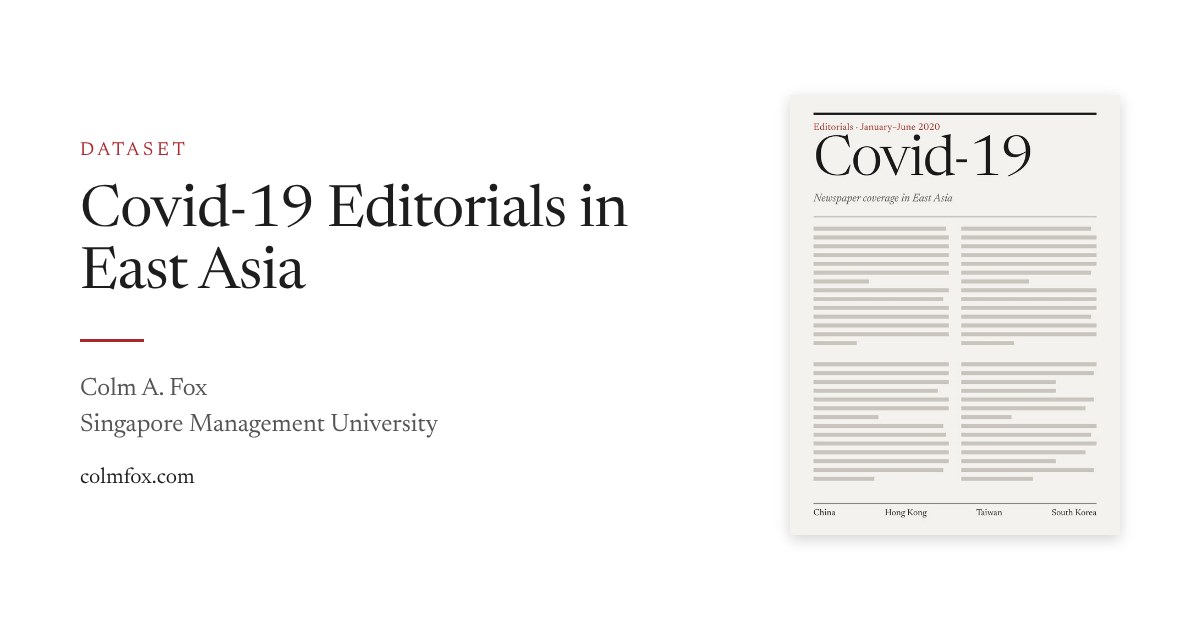 DATASET
Covid-19 Editorials in
East Asia
Colm A. Fox
Singapore Management University
colmfox.com
Editorials · January–June 2020
Covid-19
Newspaper coverage in East Asia
China Hong Kong Taiwan South Korea